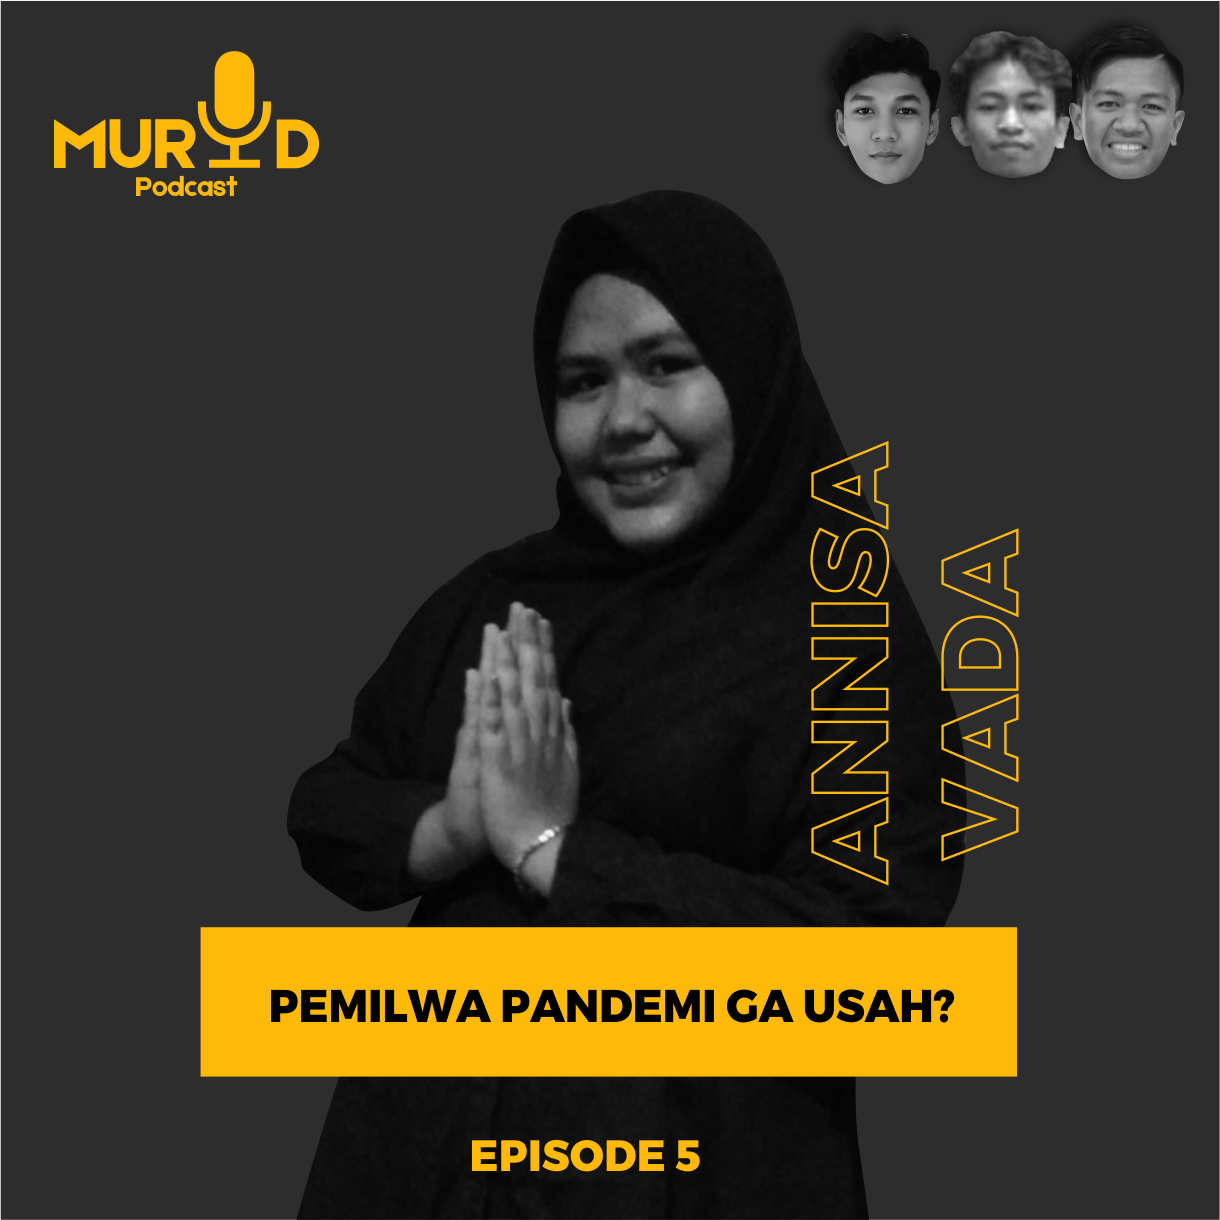 MURID
Podcast
ANNISA
VADA
PEMILWA PANDEMI GA USAH?
EPISODE 5